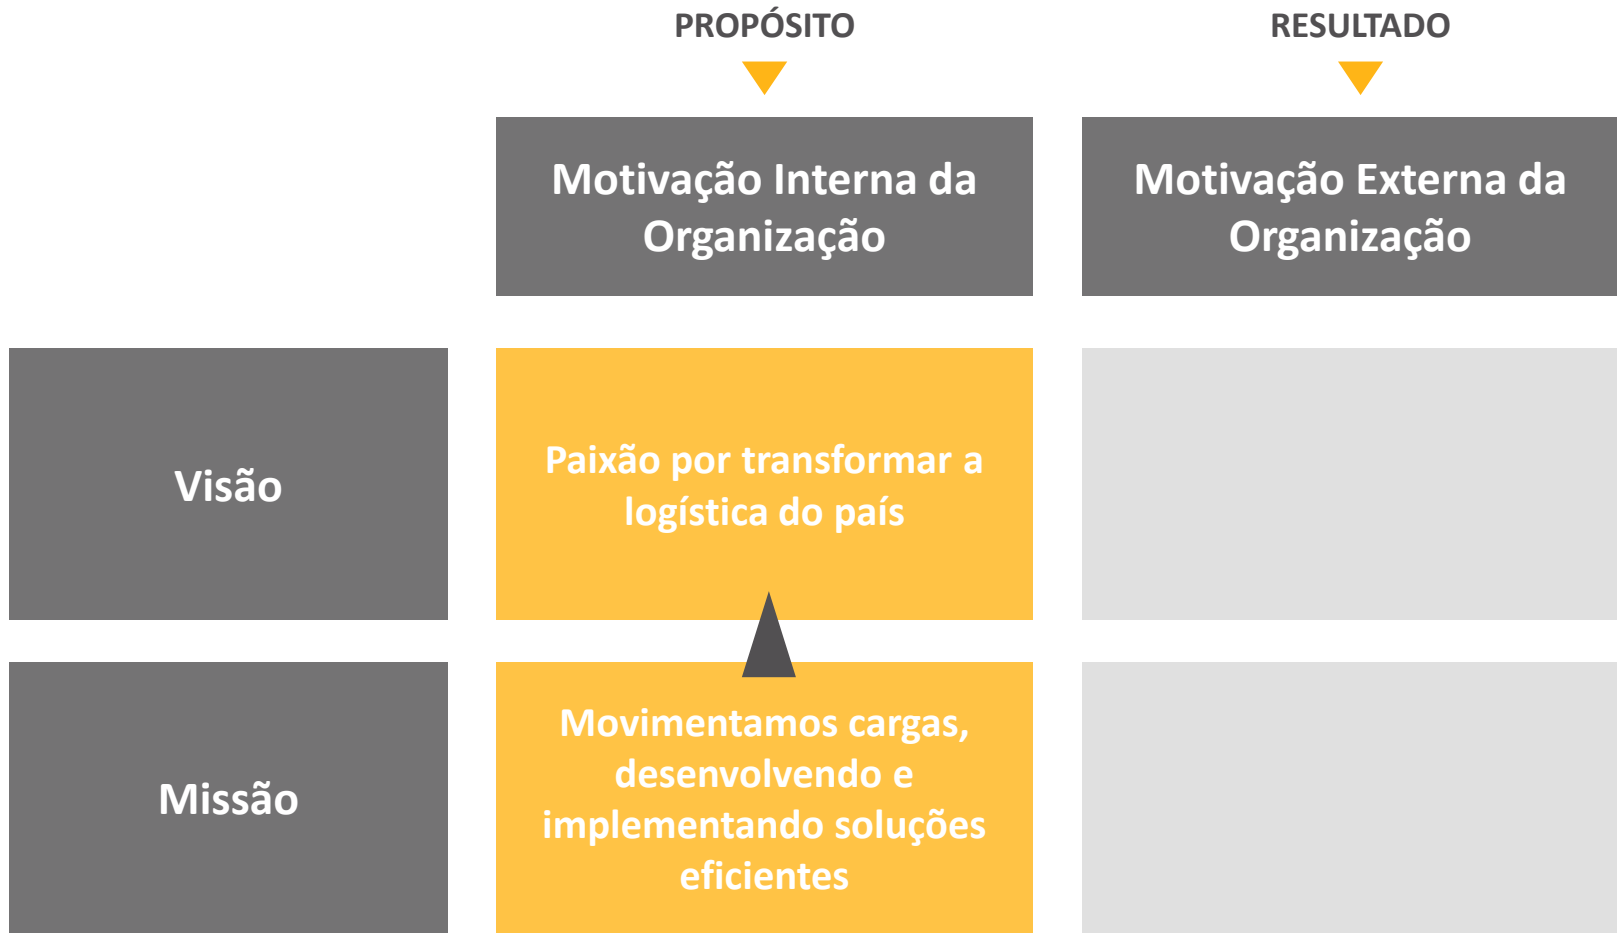 PROPÓSITO
RESULTADO
Motivação Interna da
Organização
Motivação Externa da
Organização
Visão
Paixão por transformar a
logística do país
Missão
Movimentamos cargas,
desenvolvendo e
implementando soluções
eficientes